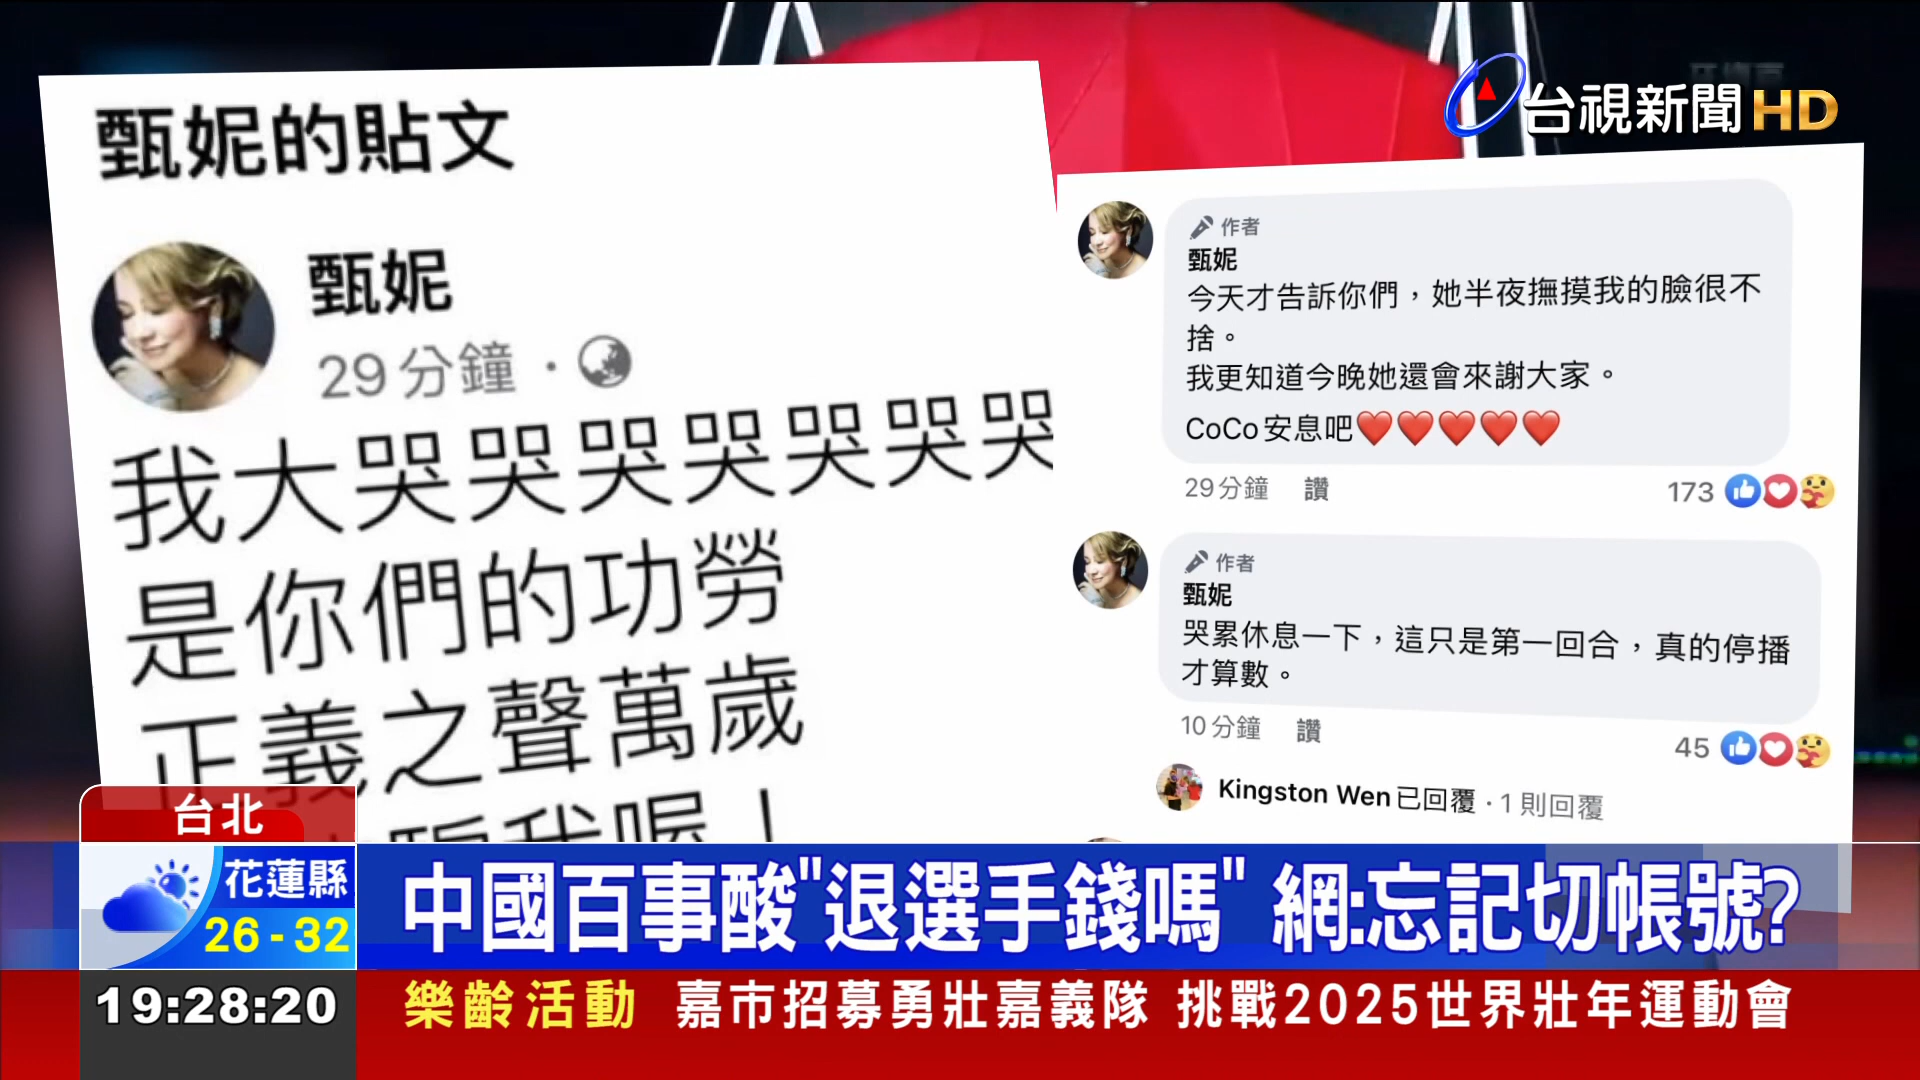 台視新聞HD
甄妮的貼文
甄妮
29分鐘 ·
我大哭哭哭哭哭哭哭
是你們的功勞
正義之聲萬歲
作者
甄妮
今天才告訴你們，她半夜撫摸我的臉很不
捨。
我更知道今晚她還會來謝大家。
CoCo安息吧❤️❤️❤️❤️❤️
29分鐘 讚
173
作者
甄妮
哭累休息一下，這只是第一回合，真的停播
才算數。
10分鐘 讚
45
Kingston Wen已回覆 · 1則回覆
台北
花蓮縣
26-32
中國百事酸"退選手錢嗎" 網:忘記切帳號?
19:28:20
樂齡活動 嘉市招募勇壯嘉義隊 挑戰2025世界壯年運動會